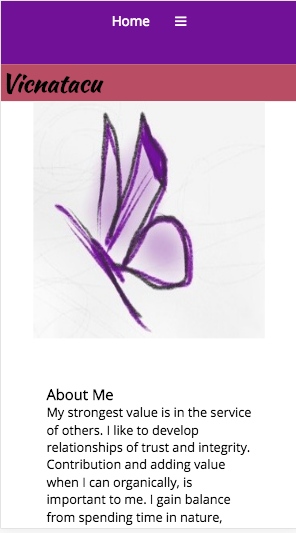 Home
Vicnatacu
About Me
My strongest value is in the service
of others. I like to develop
relationships of trust and integrity.
Contribution and adding value
when I can organically, is
important to me. I gain balance
from spending time in nature,